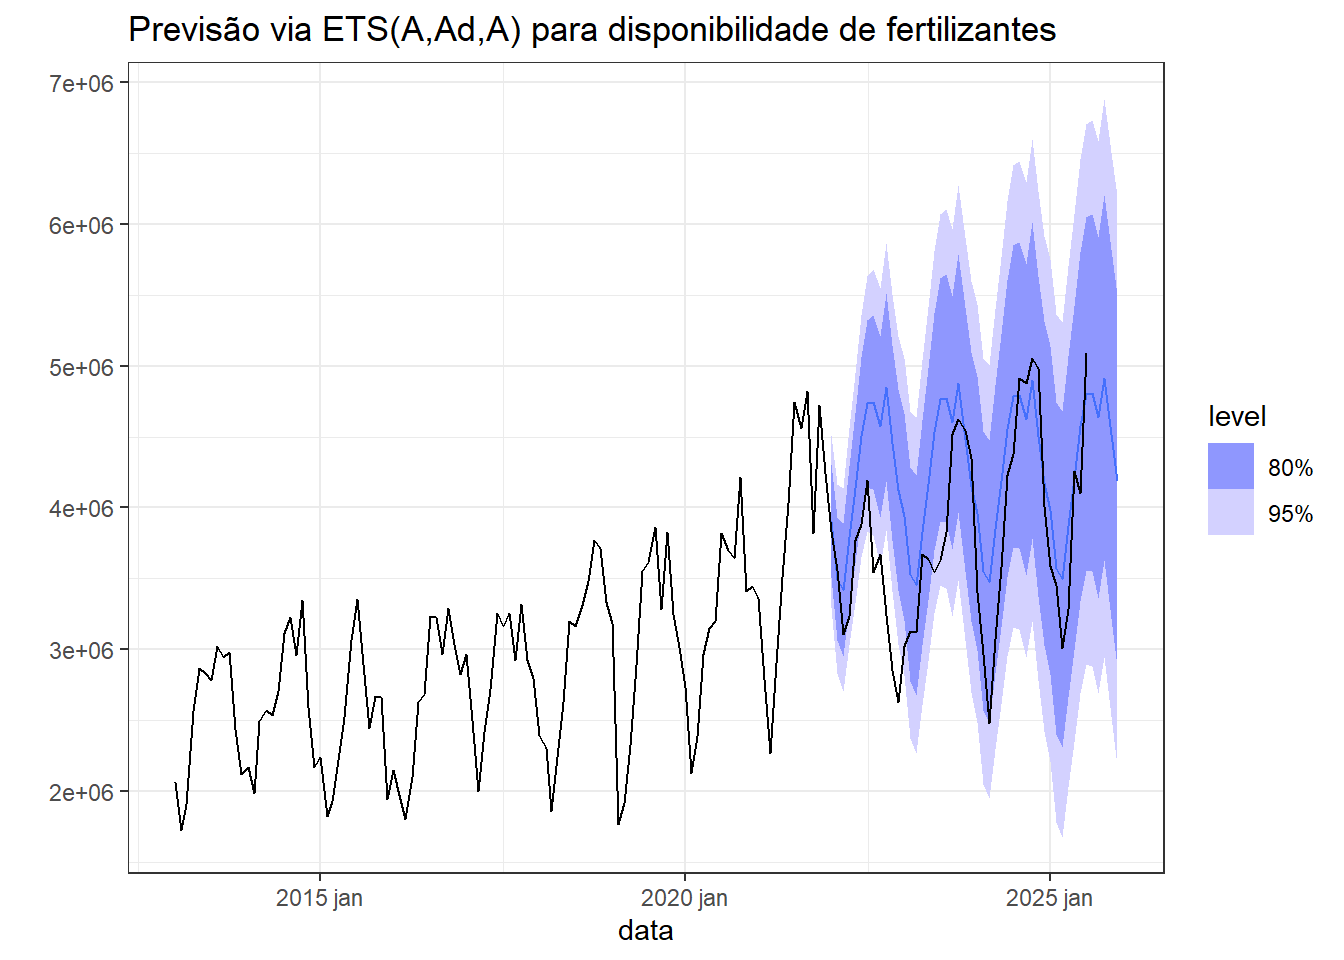 Previsão via ETS(A,Ad,A) para disponibilidade de fertilizantes
7e+06
6e+06
5e+06
4e+06
3e+06
2e+06
2015 jan
2020 jan
2025 jan
data
level
80%
95%